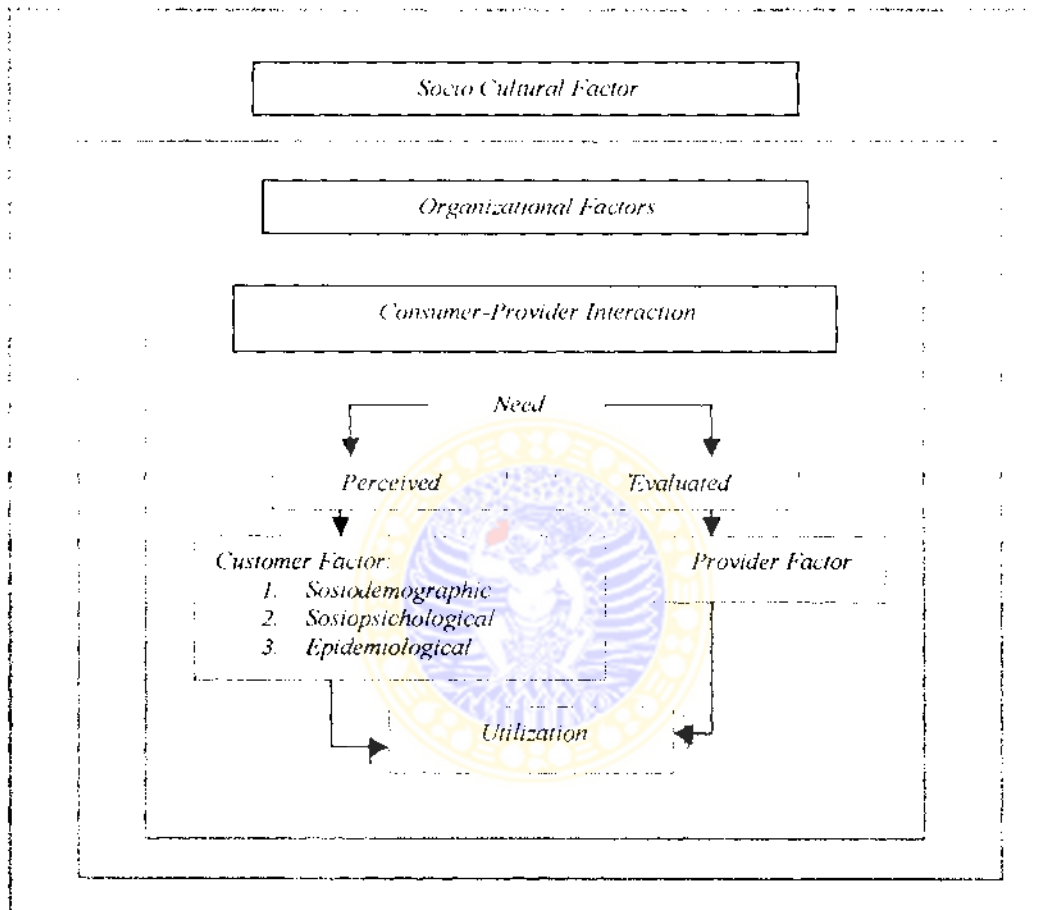 Socio Cultural Factor
Organizational Factors
Consumer-Provider Interaction
Need
Perceived
Evaluated
Customer Factor:
1. Sosiodemographic
2. Sosiopsichological
3. Epidemiological
Provider Factor
Utilization